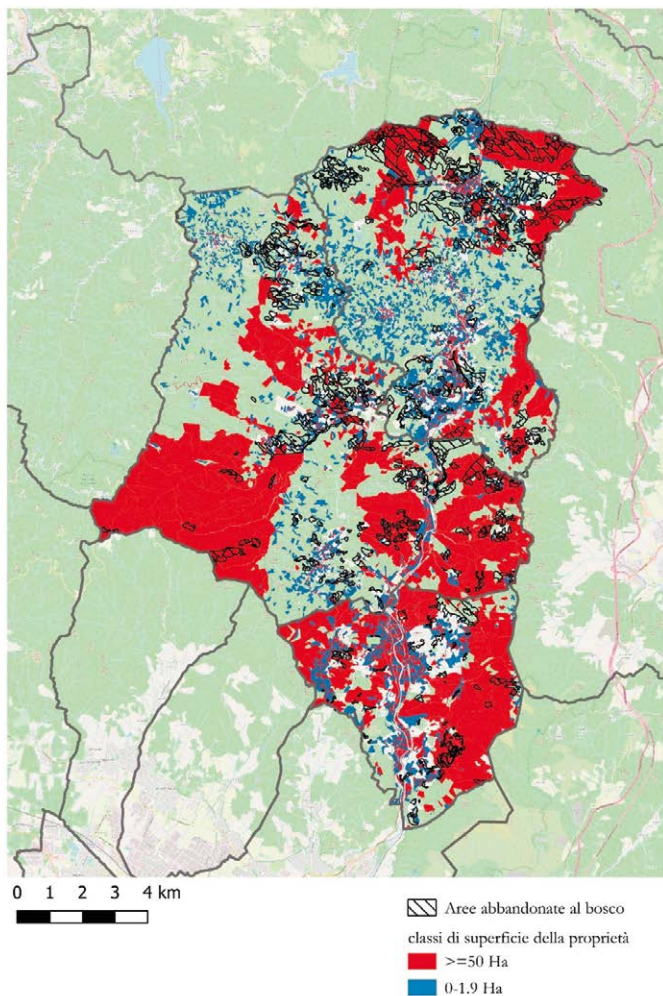 0 1 2 3 4 km
Aree abbandonate al bosco
classi di superficie della proprietà
>=50 Ha
0-1.9 Ha